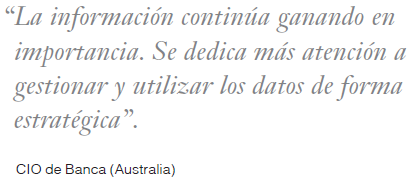 “La información continúa ganando en
importancia. Se dedica más atención a
gestionar y utilizar los datos de forma
estratégica”.
CIO de Banca (Australia)